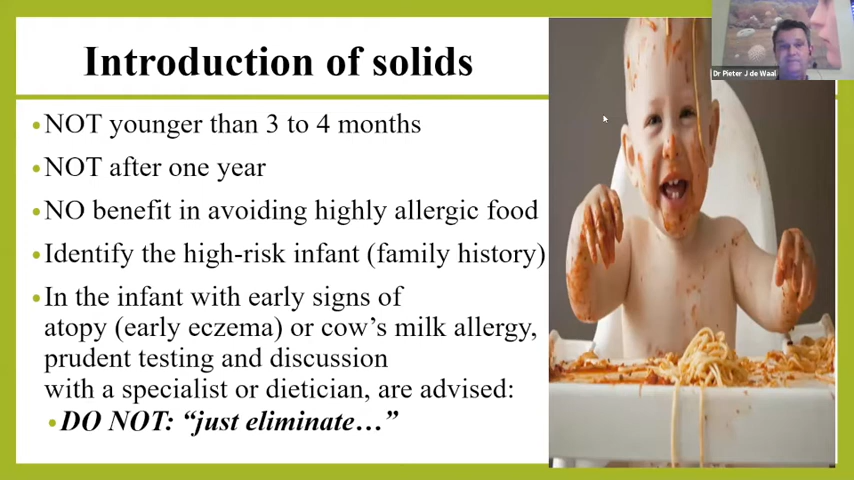 Introduction of solids
Dr Pieter J de Waal
•NOT younger than 3 to 4 months
•NOT after one year
•NO benefit in avoiding highly allergic food
•Identify the high-risk infant (family history)
•In the infant with early signs of
atopy (early eczema) or cow’s milk allergy,
prudent testing and discussion
with a specialist or dietician, are advised:
•DO NOT: “just eliminate…”